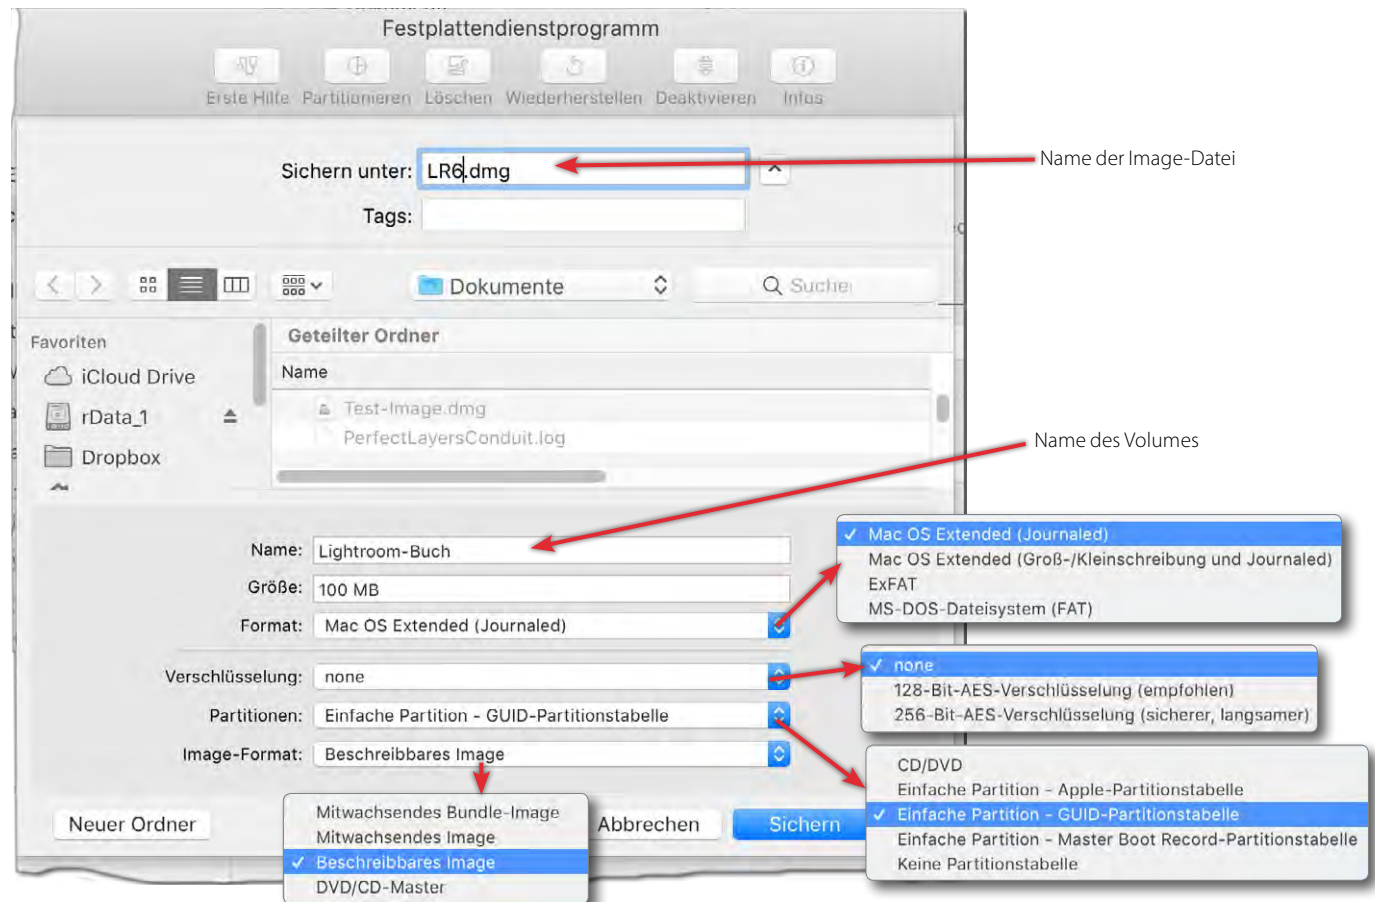 Festplattendienstprogramm
Erste Hilfe Partitionieren Löschen Wiederherstellen Deaktivieren Infos
Sichern unter: LR6.dmg
Name der Image-Datei
Tags:
Dokumente
Suchen
Favoriten
iCloud Drive
rData_1
Dropbox
Geteilter Ordner
Name
Test-Image.dmg
PerfectLayersConduit.log
Name des Volumes
Name: Lightroom-Buch
Größe: 100 MB
Format: Mac OS Extended (Journaled)
Verschlüsselung: none
Partitionen: Einfache Partition – GUID-Partitionstabelle
Image-Format: Beschreibbares Image
✓ Mac OS Extended (Journaled)
Mac OS Extended (Groß-/Kleinschreibung und Journaled)
ExFAT
MS-DOS-Dateisystem (FAT)
✓ none
128-Bit-AES-Verschlüsselung (empfohlen)
256-Bit-AES-Verschlüsselung (sicherer, langsamer)
CD/DVD
Einfache Partition – Apple-Partitionstabelle
✓ Einfache Partition – GUID-Partitionstabelle
Einfache Partition – Master Boot Record-Partitionstabelle
Keine Partitionstabelle
Mitwachsendes Bundle-Image
Mitwachsendes Image
✓ Beschreibbares Image
DVD/CD-Master
Neuer Ordner
Abbrechen
Sichern